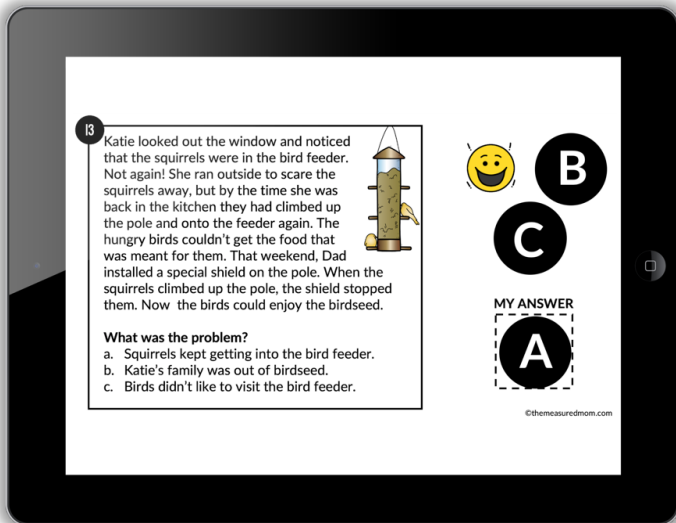 13
Katie looked out the window and noticed
that the squirrels were in the bird feeder.
Not again! She ran outside to scare the
squirrels away, but by the time she was
back in the kitchen they had climbed up
the pole and onto the feeder again. The
hungry birds couldn't get the food that
was meant for them. That weekend, Dad
installed a special shield on the pole. When the
squirrels climbed up the pole, the shield stopped
them. Now  the birds could enjoy the birdseed.
What was the problem?
a. Squirrels kept getting into the bird feeder.
b. Katie's family was out of birdseed.
c. Birds didn't like to visit the bird feeder.
B
C
MY ANSWER
A
©themeasuredmom.com